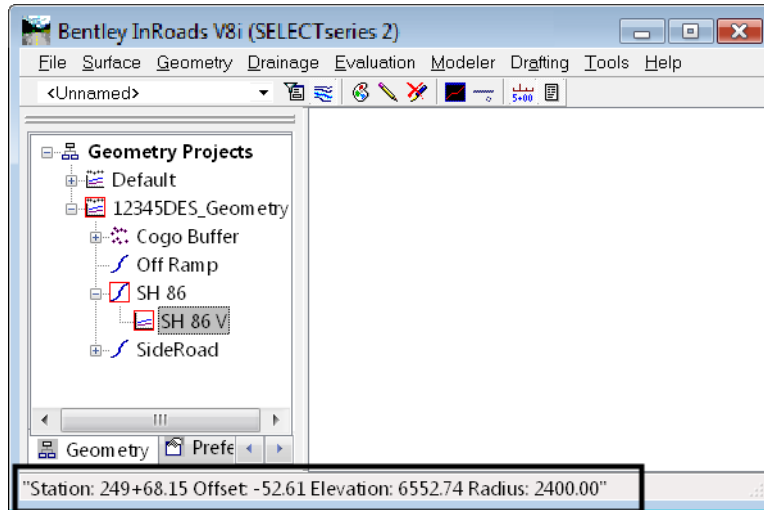 Bentley InRoads V8i (SELECTseries 2)
File Surface Geometry Drainage Evaluation Modeler Drafting Tools Help
<Unnamed>
5+00
Geometry Projects
Default
12345DES_Geometry
Cogo Buffer
Off Ramp
SH 86
SH 86 V
SideRoad
Geometry Prefe
"Station: 249+68.15 Offset: -52.61 Elevation: 6552.74 Radius: 2400.00"